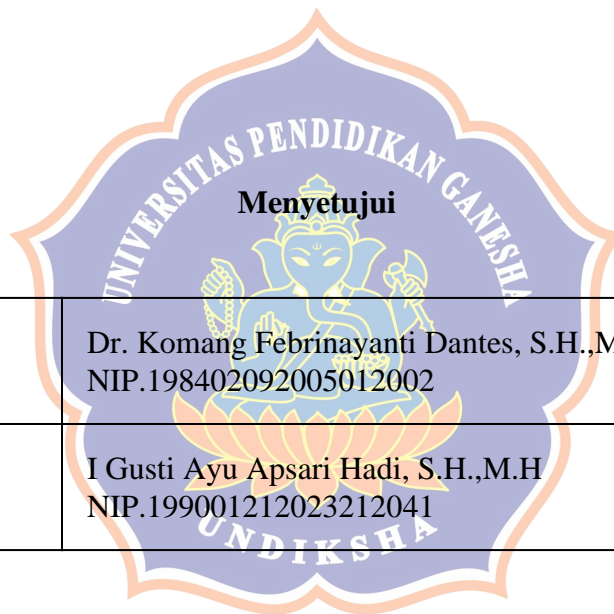 UNIVERSITAS PENDIDIKAN GANESHA
Menyetujui
Dr. Komang Febrinayanti Dantes, S.H.,M
NIP.198402092005012002
I Gusti Ayu Apsari Hadi, S.H.,M.H
NIP.199001212023212041
UNDIKSHA